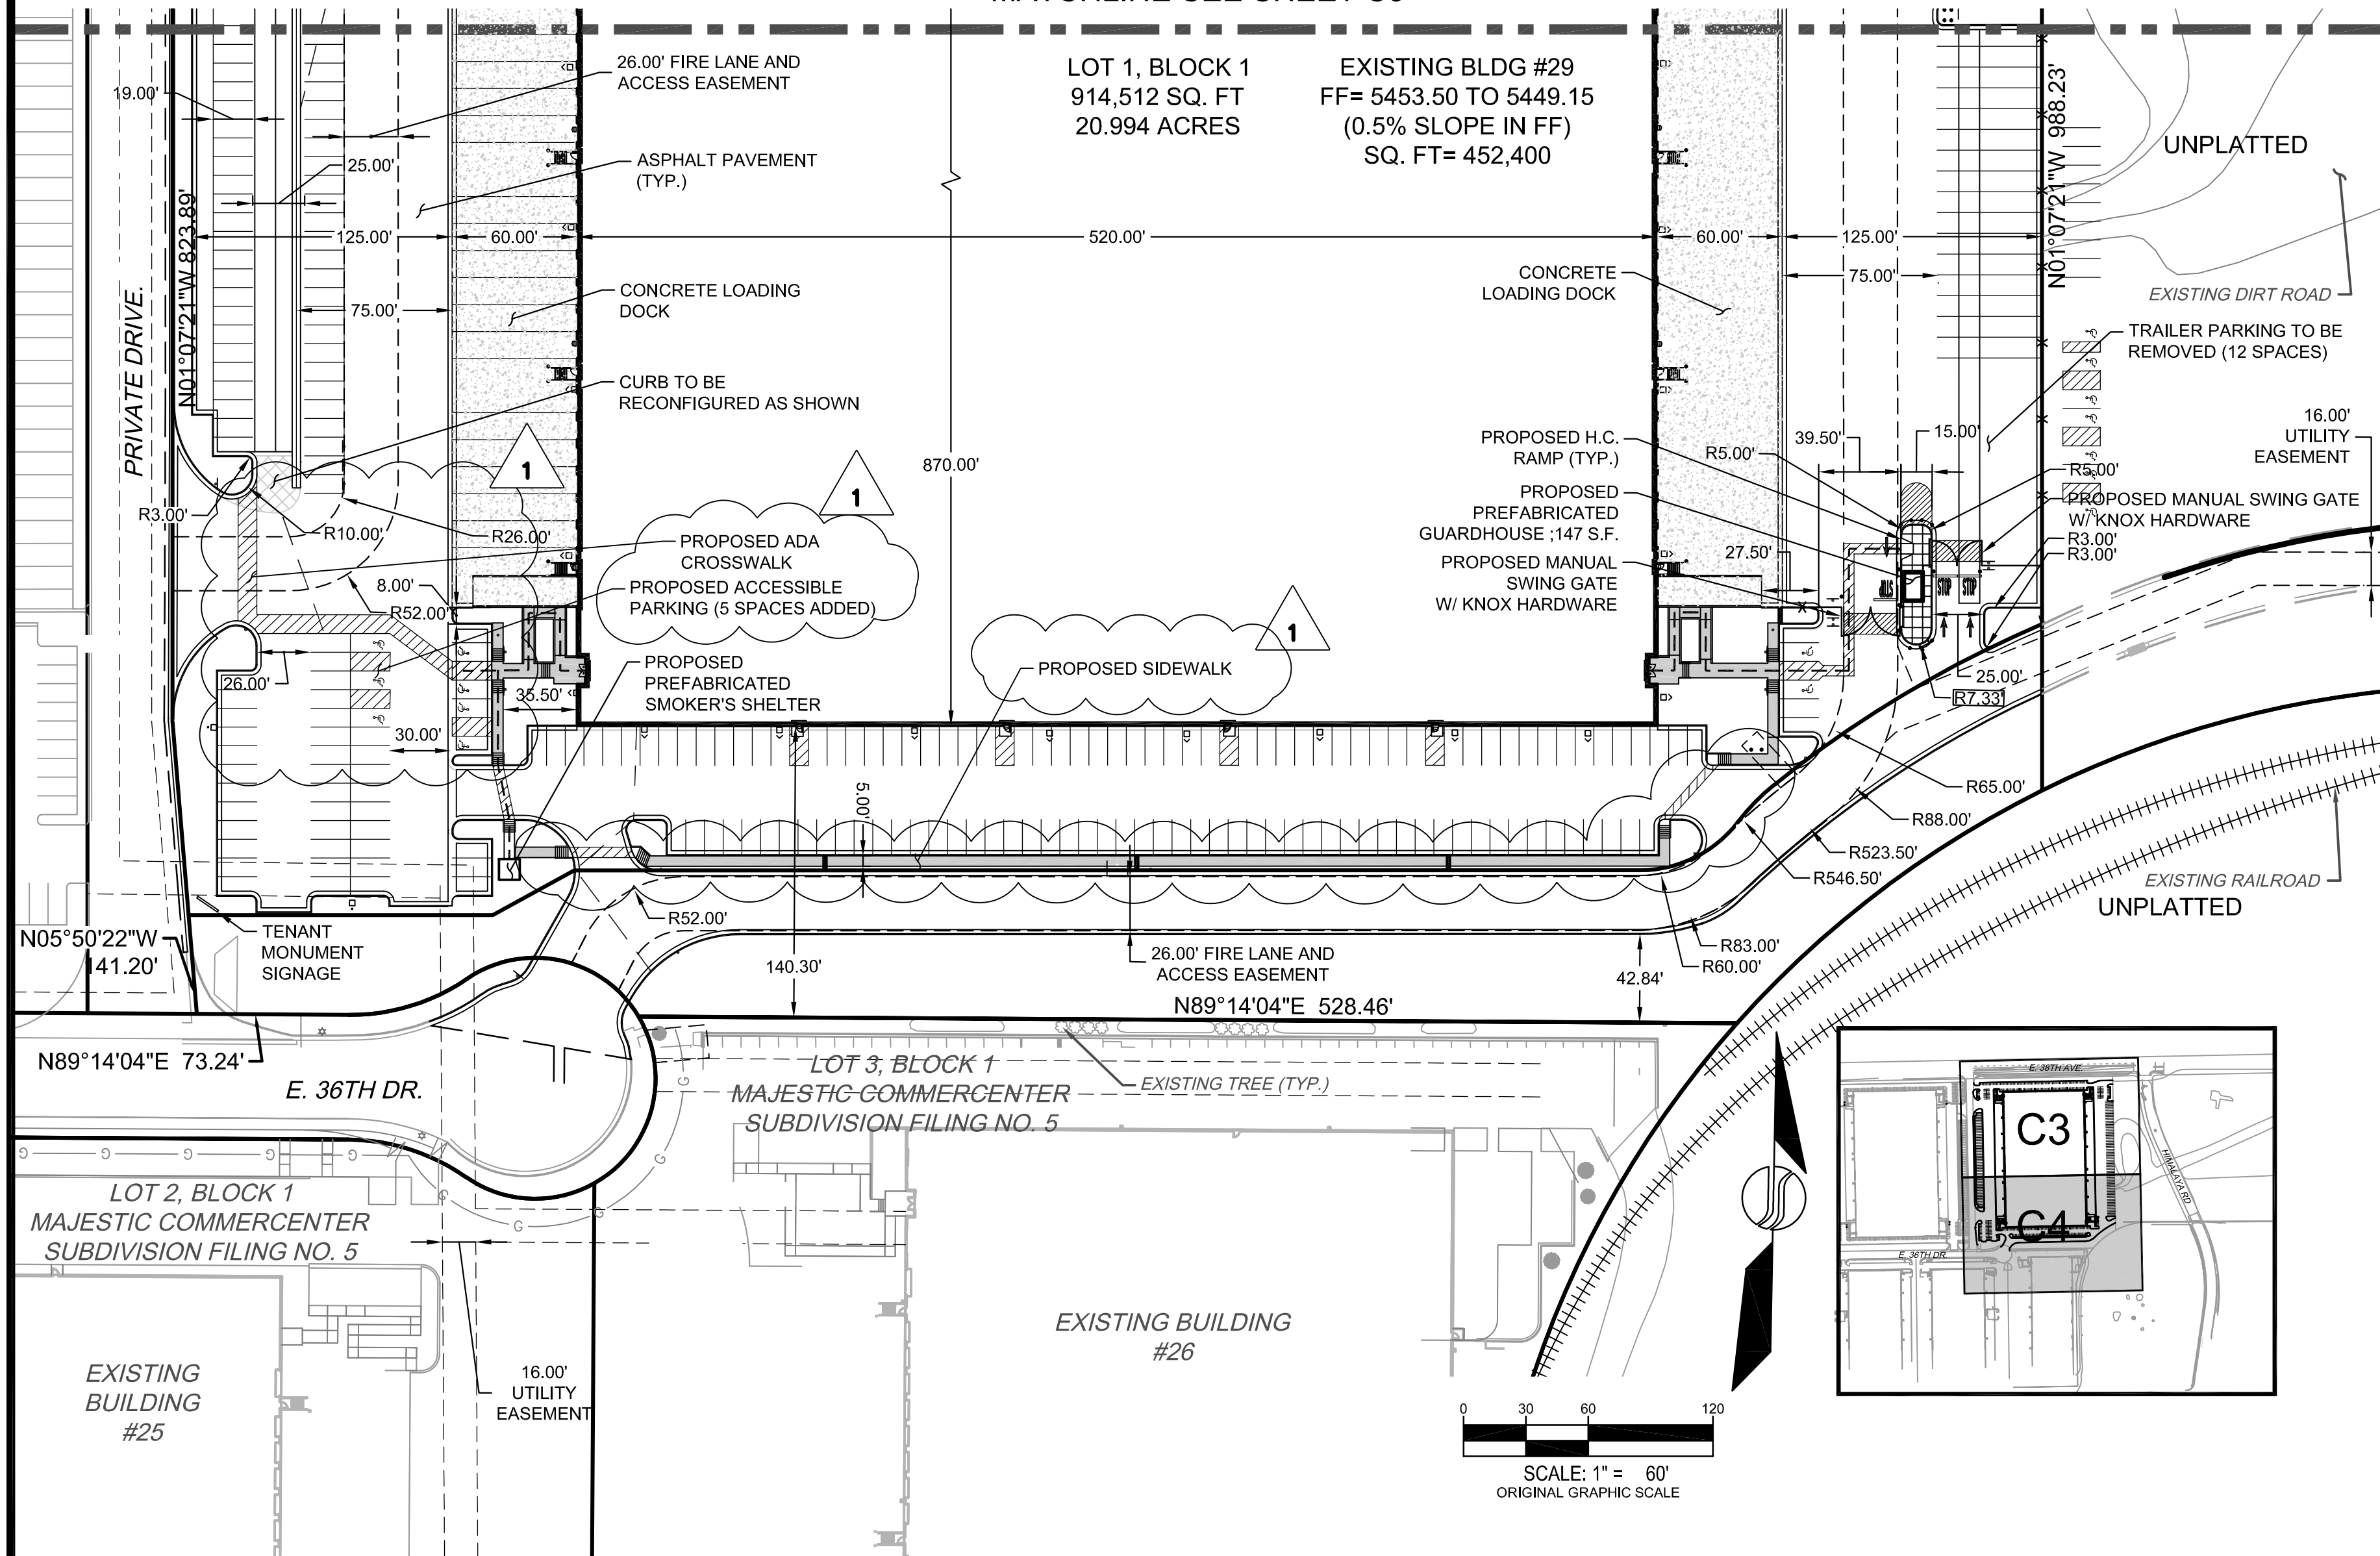 26.00' FIRE LANE AND
ACCESS EASEMENT
LOT 1, BLOCK 1
914,512 SQ. FT
20.994 ACRES
EXISTING BLDG #29
FF= 5453.50 TO 5449.15
(0.5% SLOPE IN FF)
SQ. FT= 452,400
N01°07'21"W 988.23'
UNPLATTED
19.00'
25.00'
ASPHALT PAVEMENT
(TYP.)
N01°07'21"W 823.89'
125.00'
60.00'
520.00'
60.00'
125.00'
75.00'
PRIVATE DRIVE.
75.00'
CONCRETE LOADING
DOCK
CONCRETE
LOADING DOCK
EXISTING DIRT ROAD
TRAILER PARKING TO BE
REMOVED (12 SPACES)
CURB TO BE
RECONFIGURED AS SHOWN
16.00'
UTILITY
EASEMENT
1
1
870.00'
PROPOSED H.C.
RAMP (TYP.)
R5.00'
39.50'
15.00'
R5.00'
PROPOSED MANUAL SWING GATE
W/ KNOX HARDWARE
R3.00'
R3.00'
R3.00'
R10.00'
R26.00'
PROPOSED ADA
CROSSWALK
PROPOSED
PREFABRICATED
GUARDHOUSE ;147 S.F.
27.50'
8.00'
R52.00'
PROPOSED ACCESSIBLE
PARKING (5 SPACES ADDED)
PROPOSED MANUAL
SWING GATE
W/ KNOX HARDWARE
STOP
STOP
STOP
1
PROPOSED SIDEWALK
PROPOSED
PREFABRICATED
SMOKER'S SHELTER
26.00'
35.50'
30.00'
25.00'
R7.33'
R65.00'
R88.00'
R523.50'
R546.50'
5.00'
EXISTING RAILROAD
UNPLATTED
R52.00'
TENANT
MONUMENT
SIGNAGE
N05°50'22"W
141.20'
140.30'
26.00' FIRE LANE AND
ACCESS EASEMENT
42.84'
R83.00'
R60.00'
N89°14'04"E 528.46'
N89°14'04"E 73.24'
E. 36TH DR.
LOT 3, BLOCK 1
MAJESTIC COMMERCENTER
SUBDIVISION FILING NO. 5
EXISTING TREE (TYP.)
G
G
G
G
G
G
G
G
G
G
LOT 2, BLOCK 1
MAJESTIC COMMERCENTER
SUBDIVISION FILING NO. 5
EXISTING
BUILDING
#25
16.00'
UTILITY
EASEMENT
EXISTING BUILDING
#26
E. 38TH AVE.
C3
HIMALAYA RD.
C4
E. 36TH DR.
0 30 60 120
SCALE: 1" = 60'
ORIGINAL GRAPHIC SCALE